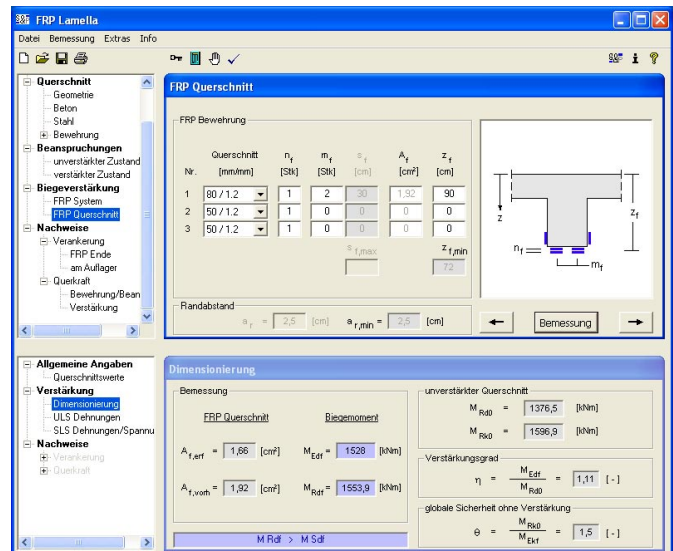 FRP Lamella
Datei Bemessung Extras Info
Querschnitt
Geometrie
Beton
Stahl
Bewehrung
Beanspruchungen
unverstärkter Zustand
verstärkter Zustand
Biegeverstärkung
FRP System
FRP Querschnitt
Nachweise
Verankerung
FRP Ende
am Auflager
Querkraft
Bewehrung/Bean
Verstärkung
FRP Querschnitt
FRP Bewehrung
Querschnitt n f m f s f A f z f
Nr. [mm/mm] [Stk] [Stk] [cm] [cm²] [cm]
1 80 / 1.2 1 2 30 1,92 90
2 50 / 1.2 1 0 0 0 0
3 50 / 1.2 1 0 0 0 0
s f,max z f,min
72
Randabstand
a r = 2,5 [cm] a r,min = 2,5 [cm]
z z f
n f m f
Bemessung
Allgemeine Angaben
Querschnittswerte
Verstärkung
Dimensionierung
ULS Dehnungen
SLS Dehnungen/Spannu
Nachweise
Verankerung
Querkraft
Dimensionierung
Bemessung
FRP Querschnitt Biegemoment
A f,erf = 1,66 [cm²] M Edf = 1528 [kNm]
A f,vorh = 1,92 [cm²] M Rdf = 1553,9 [kNm]
M Rdf > M Sdf
unverstärkter Querschnitt
M Rd0 = 1376,5 [kNm]
M Rk0 = 1596,9 [kNm]
Verstärkungsgrad
η = M Edf / M Rd0 = 1,11 [ - ]
globale Sicherheit ohne Verstärkung
θ = M Rk0 / M Ekf = 1,5 [ - ]